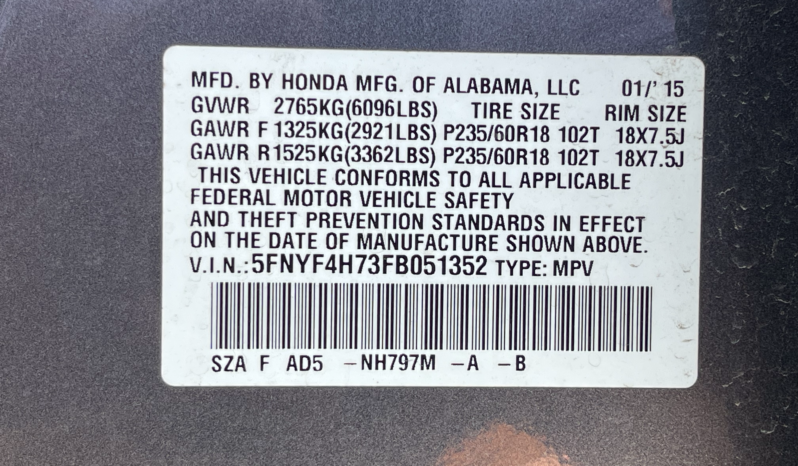 MFD. BY HONDA MFG. OF ALABAMA, LLC 01/'15
GVWR 2765KG(6096LBS) TIRE SIZE RIM SIZE
GAWR F 1325KG(2921LBS) P235/60R18 102T 18X7.5J
GAWR R 1525KG(3362LBS) P235/60R18 102T 18X7.5J
THIS VEHICLE CONFORMS TO ALL APPLICABLE
FEDERAL MOTOR VEHICLE SAFETY
AND THEFT PREVENTION STANDARDS IN EFFECT
ON THE DATE OF MANUFACTURE SHOWN ABOVE.
V.I.N.:5FNYF4H73FB051352 TYPE: MPV
SZA F AD5 -NH797M -A -B